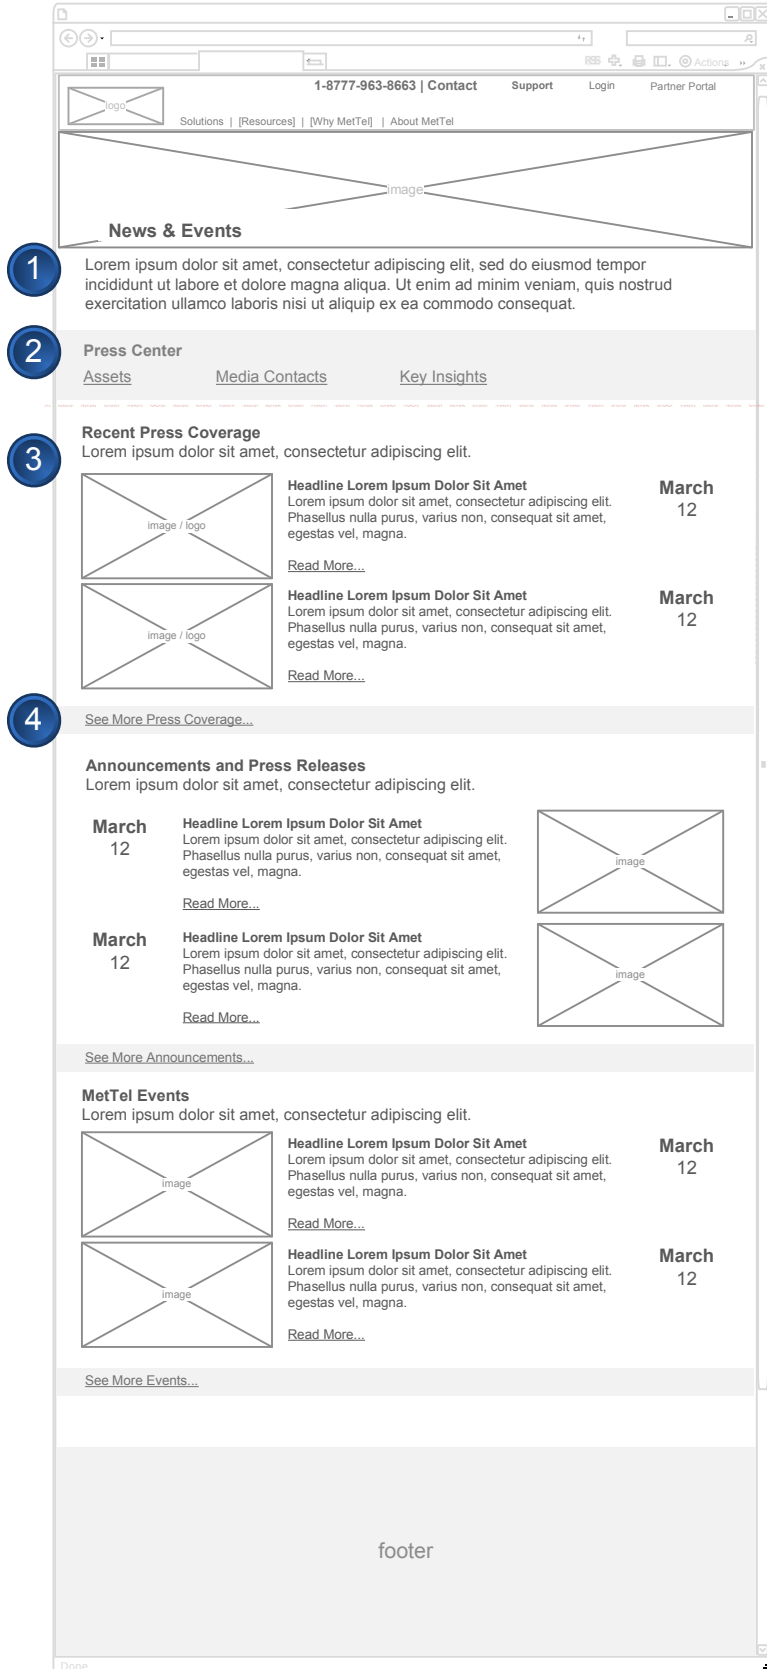 RSS Actions »
1-8777-963-8663 | Contact Support Login Partner Portal
logo
Solutions | [Resources] | [Why MetTel] | About MetTel
image
News & Events
1
Lorem ipsum dolor sit amet, consectetur adipiscing elit, sed do eiusmod tempor
incididunt ut labore et dolore magna aliqua. Ut enim ad minim veniam, quis nostrud
exercitation ullamco laboris nisi ut aliquip ex ea commodo consequat.
2
Press Center
Assets Media Contacts Key Insights
Recent Press Coverage
Lorem ipsum dolor sit amet, consectetur adipiscing elit.
3
image / logo
Headline Lorem Ipsum Dolor Sit Amet
Lorem ipsum dolor sit amet, consectetur adipiscing elit.
Phasellus nulla purus, varius non, consequat sit amet,
egestas vel, magna.
Read More...
March
12
image / logo
Headline Lorem Ipsum Dolor Sit Amet
Lorem ipsum dolor sit amet, consectetur adipiscing elit.
Phasellus nulla purus, varius non, consequat sit amet,
egestas vel, magna.
Read More...
March
12
4
See More Press Coverage...
Announcements and Press Releases
Lorem ipsum dolor sit amet, consectetur adipiscing elit.
March
12
Headline Lorem Ipsum Dolor Sit Amet
Lorem ipsum dolor sit amet, consectetur adipiscing elit.
Phasellus nulla purus, varius non, consequat sit amet,
egestas vel, magna.
Read More...
image
March
12
Headline Lorem Ipsum Dolor Sit Amet
Lorem ipsum dolor sit amet, consectetur adipiscing elit.
Phasellus nulla purus, varius non, consequat sit amet,
egestas vel, magna.
Read More...
image
See More Announcements...
MetTel Events
Lorem ipsum dolor sit amet, consectetur adipiscing elit.
image
Headline Lorem Ipsum Dolor Sit Amet
Lorem ipsum dolor sit amet, consectetur adipiscing elit.
Phasellus nulla purus, varius non, consequat sit amet,
egestas vel, magna.
Read More...
March
12
image
Headline Lorem Ipsum Dolor Sit Amet
Lorem ipsum dolor sit amet, consectetur adipiscing elit.
Phasellus nulla purus, varius non, consequat sit amet,
egestas vel, magna.
Read More...
March
12
See More Events...
footer
Done